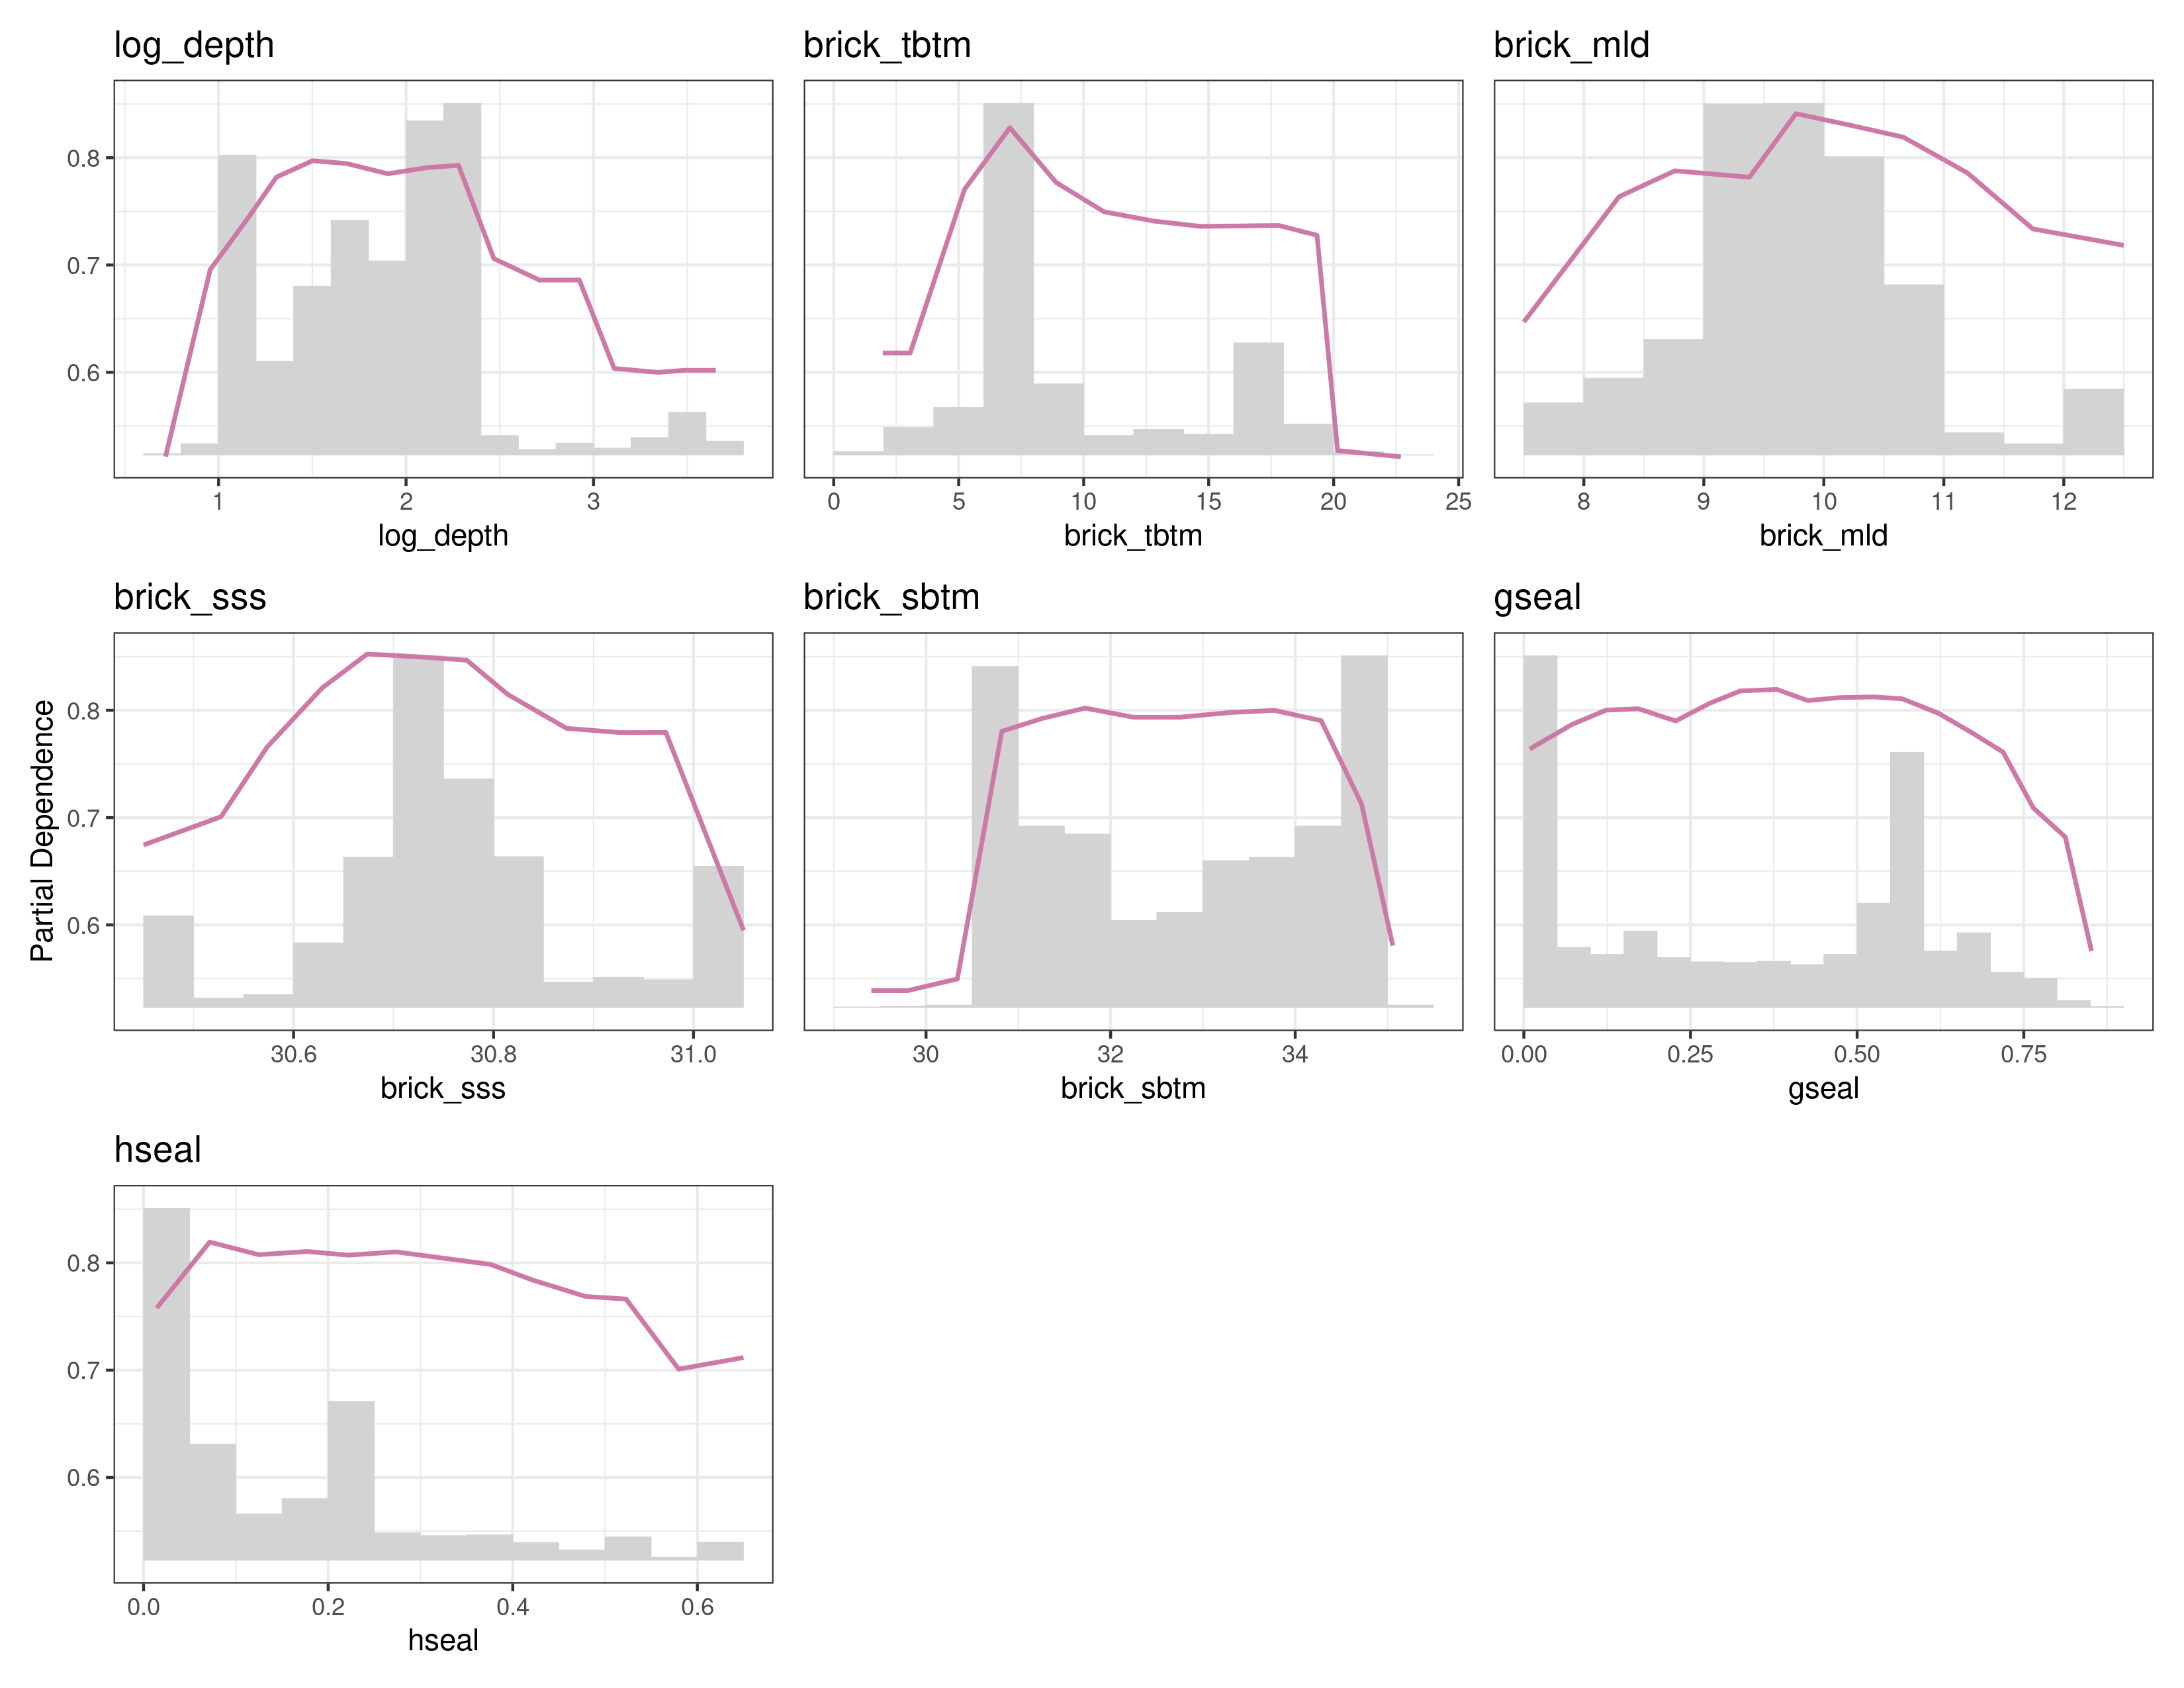 log_depth
brick_tbtm
brick_mld
0.8
0.7
0.6
1 2 3
0 5 10 15 20 25
8 9 10 11 12
log_depth
brick_tbtm
brick_mld
brick_sss
brick_sbtm
gseal
Partial Dependence
0.8
0.7
0.6
30.6 30.8 31.0
30 32 34
0.00 0.25 0.50 0.75
brick_sss
brick_sbtm
gseal
hseal
0.8
0.7
0.6
0.0 0.2 0.4 0.6
hseal